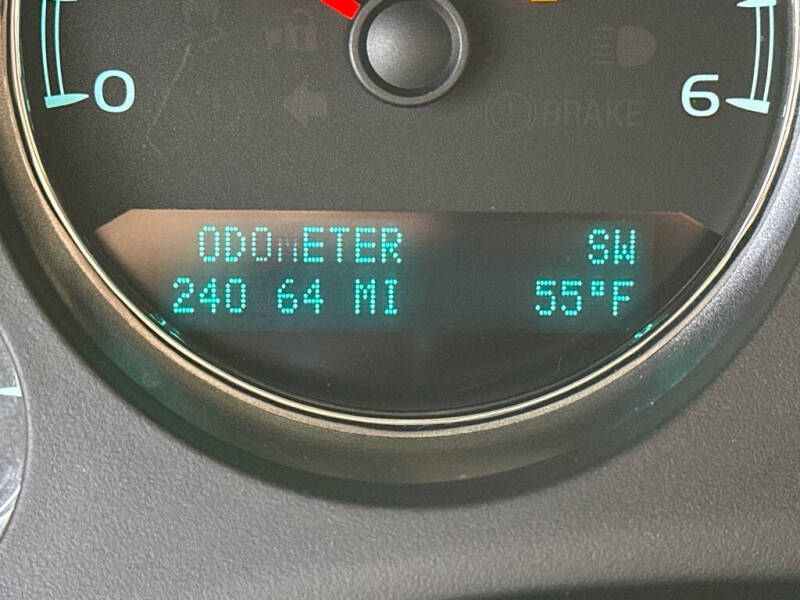 0 6
BRAKE
ODOMETER SW
240 64 MI 55°F